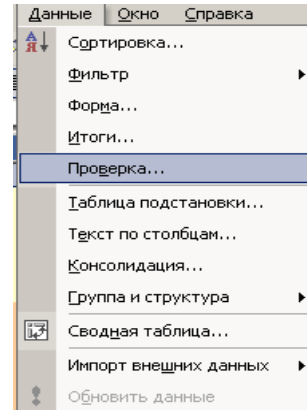 Данные Окно Справка
Сортировка...
Фильтр
Форма...
Итоги...
Проверка...
Таблица подстановки...
Текст по столбцам...
Консолидация...
Группа и структура
Сводная таблица...
Импорт внешних данных
Обновить данные